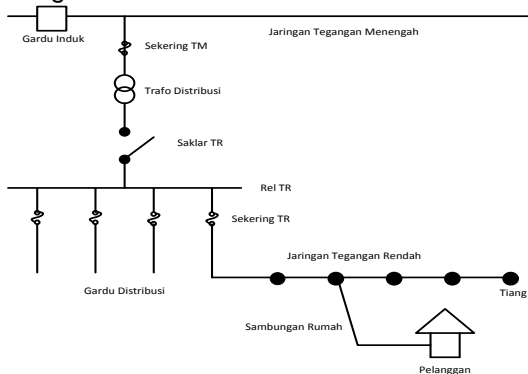 Gardu Induk
Jaringan Tegangan Menengah
Sekering TM
Trafo Distribusi
Saklar TR
Rel TR
Sekering TR
Jaringan Tegangan Rendah
Gardu Distribusi
Tiang
Sambungan Rumah
Pelanggan